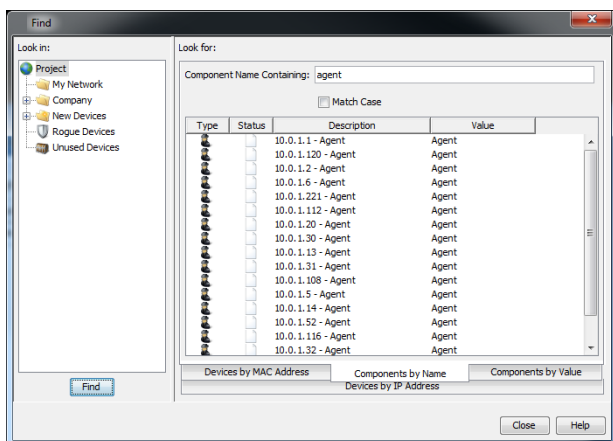 Find
Look in:
Project
My Network
Company
New Devices
Rogue Devices
Unused Devices
Find
Look for:
Component Name Containing: agent
Match Case
Type Status Description Value
10.0.1.1 - Agent Agent
10.0.1.120 - Agent Agent
10.0.1.2 - Agent Agent
10.0.1.6 - Agent Agent
10.0.1.221 - Agent Agent
10.0.1.112 - Agent Agent
10.0.1.20 - Agent Agent
10.0.1.30 - Agent Agent
10.0.1.13 - Agent Agent
10.0.1.31 - Agent Agent
10.0.1.108 - Agent Agent
10.0.1.5 - Agent Agent
10.0.1.14 - Agent Agent
10.0.1.52 - Agent Agent
10.0.1.116 - Agent Agent
10.0.1.32 - Agent Agent
Devices by MAC Address Components by Name Components by Value
Devices by IP Address
Close Help